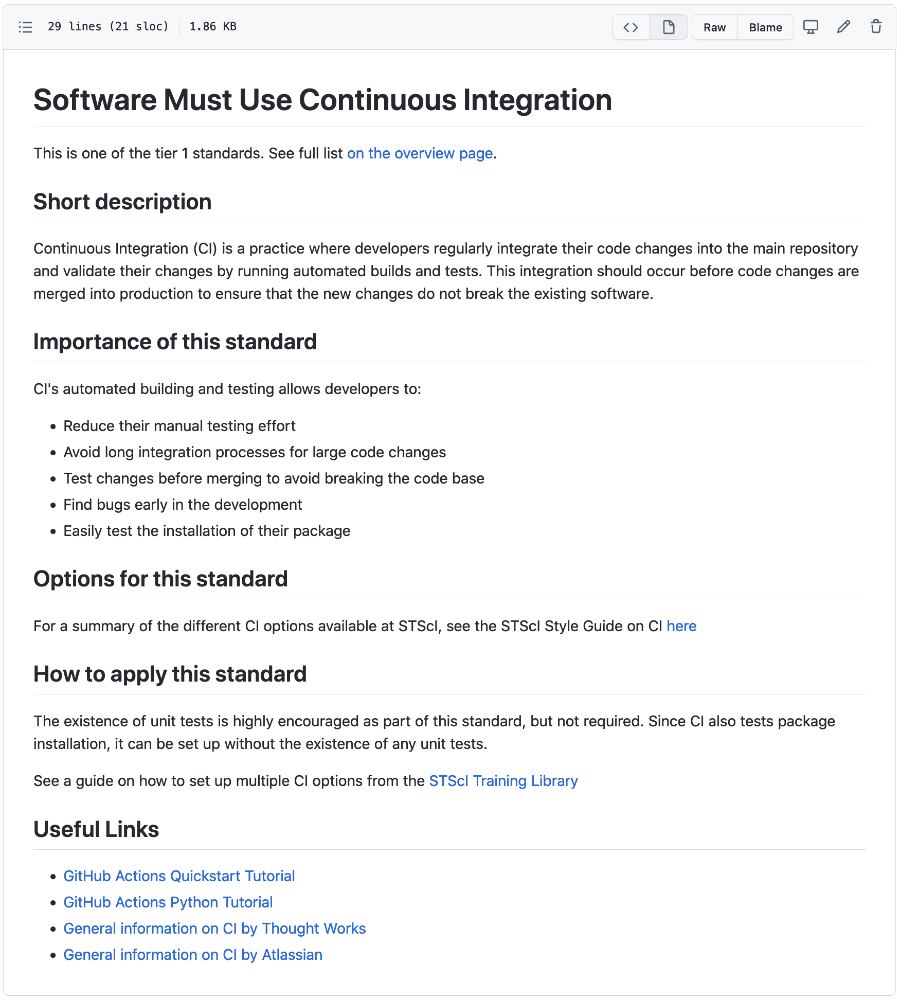 29 lines (21 sloc) 1.86 KB Raw Blame
Software Must Use Continuous Integration
This is one of the tier 1 standards. See full list on the overview page.
Short description
Continuous Integration (CI) is a practice where developers regularly integrate their code changes into the main repository
and validate their changes by running automated builds and tests. This integration should occur before code changes are
merged into production to ensure that the new changes do not break the existing software.
Importance of this standard
CI's automated building and testing allows developers to:
• Reduce their manual testing effort
• Avoid long integration processes for large code changes
• Test changes before merging to avoid breaking the code base
• Find bugs early in the development
• Easily test the installation of their package
Options for this standard
For a summary of the different CI options available at STScI, see the STScI Style Guide on CI here
How to apply this standard
The existence of unit tests is highly encouraged as part of this standard, but not required. Since CI also tests package
installation, it can be set up without the existence of any unit tests.
See a guide on how to set up multiple CI options from the STScI Training Library
Useful Links
• GitHub Actions Quickstart Tutorial
• GitHub Actions Python Tutorial
• General information on CI by Thought Works
• General information on CI by Atlassian